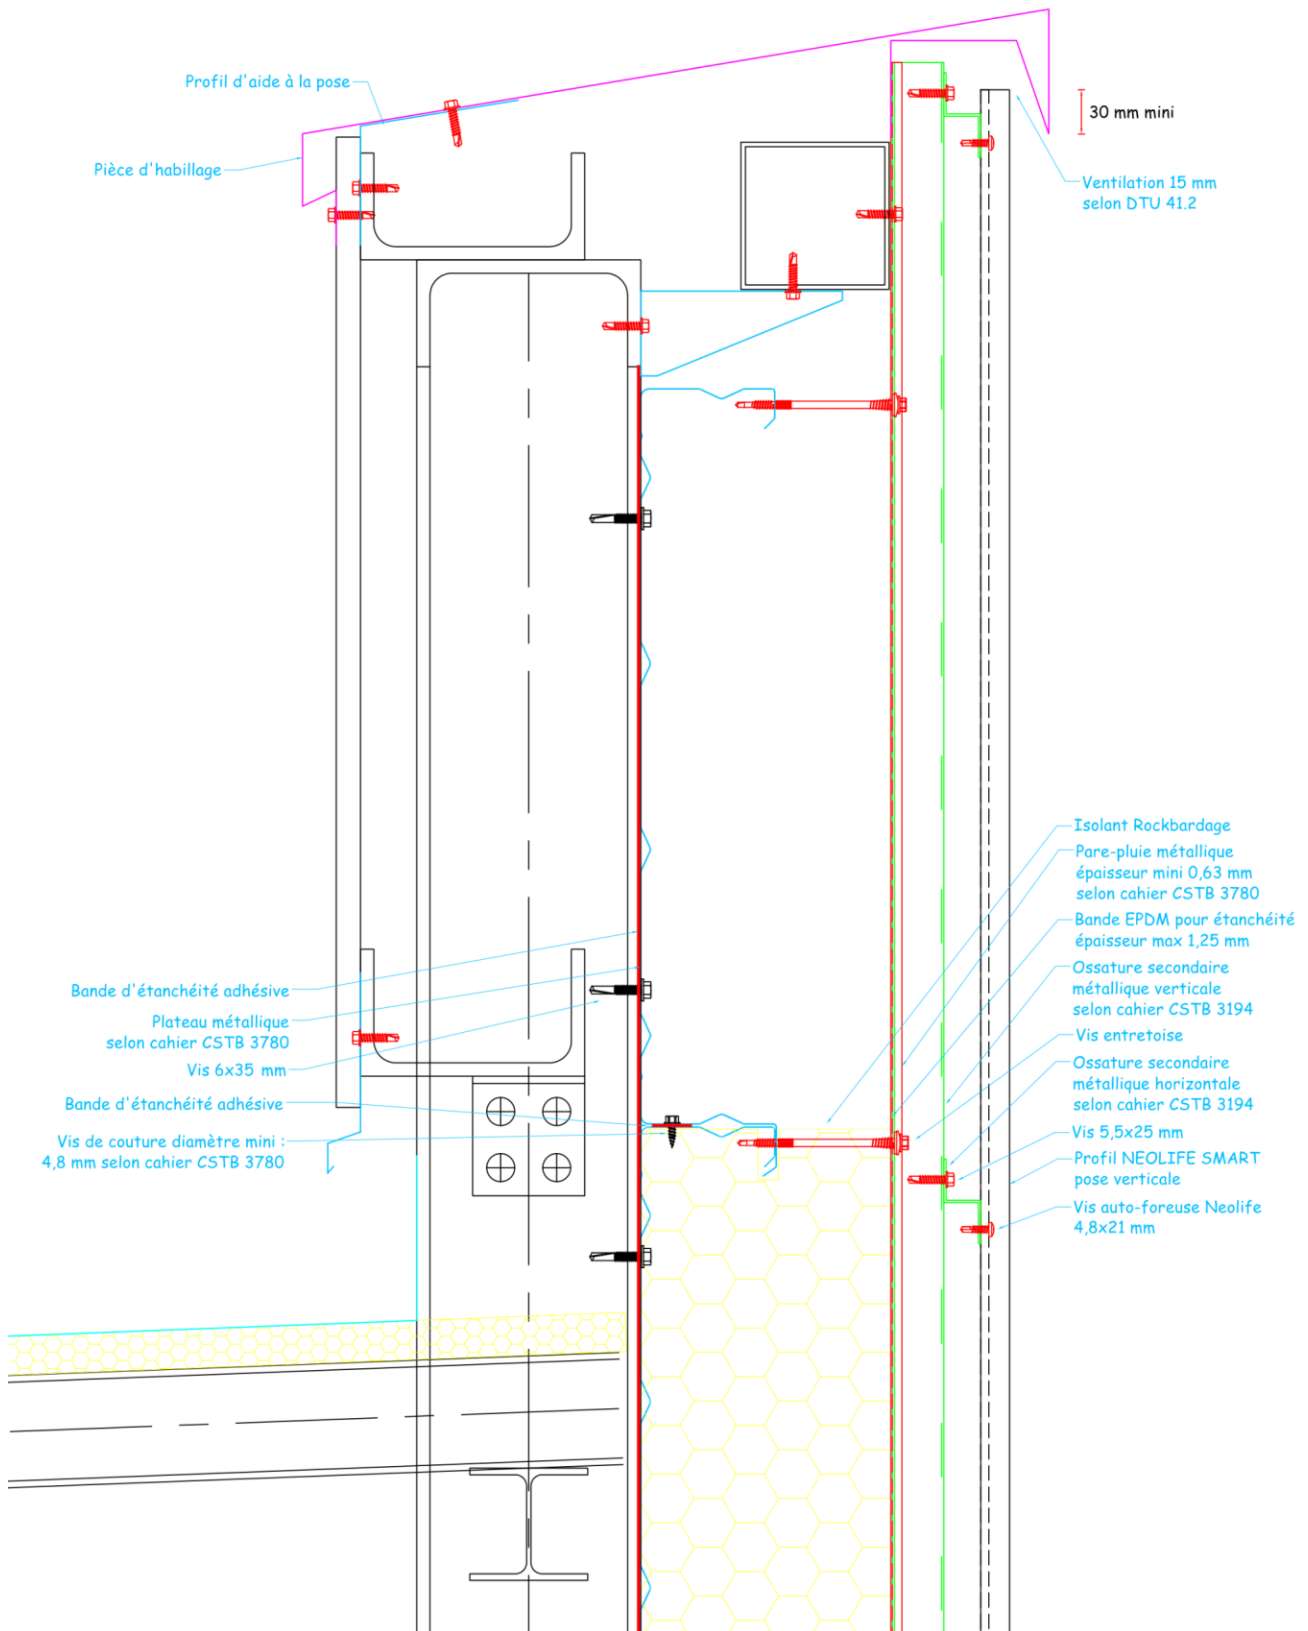 Profil d'aide à la pose
Pièce d'habillage
30 mm mini
Ventilation 15 mm
selon DTU 41.2
Isolant Rockbardage
Pare-pluie métallique
épaisseur mini 0,63 mm
selon cahier CSTB 3780
Bande EPDM pour étanchéité
épaisseur max 1,25 mm
Ossature secondaire
métallique verticale
selon cahier CSTB 3194
Vis entretoise
Ossature secondaire
métallique horizontale
selon cahier CSTB 3194
Vis 5,5x25 mm
Profil NEOLIFE SMART
pose verticale
Vis auto-foreuse Neolife
4,8x21 mm
Bande d'étanchéité adhésive
Plateau métallique
selon cahier CSTB 3780
Vis 6x35 mm
Bande d'étanchéité adhésive
Vis de couture diamètre mini :
4,8 mm selon cahier CSTB 3780